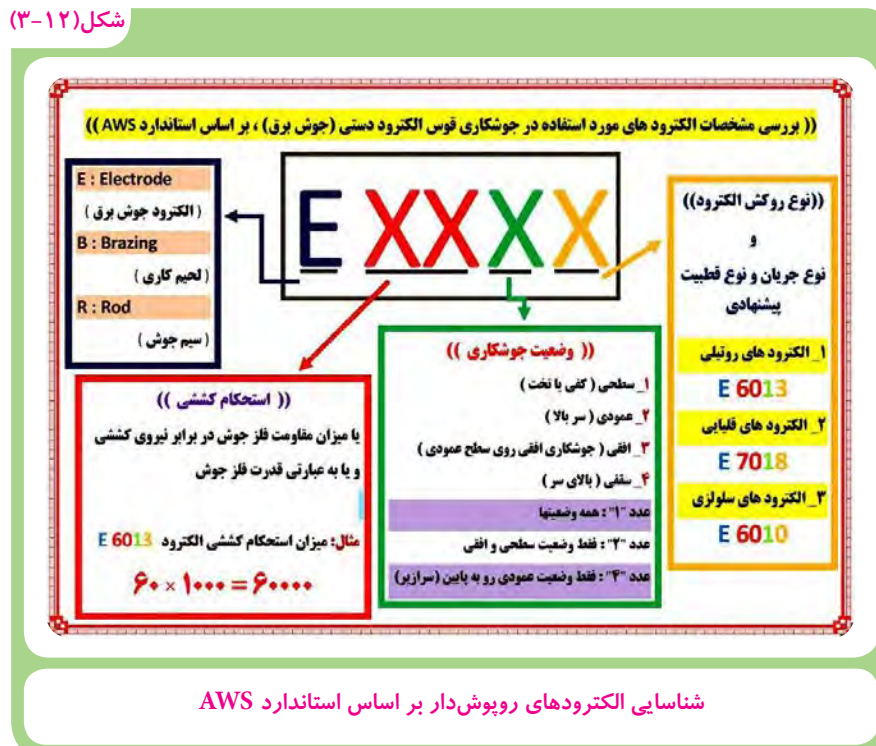 شکل(۱۲-۳)
(( بررسی مشخصات الکترود های مورد استفاده در جوشکاری قوس الکترود دستی (جوش برق) ، بر اساس استاندارد AWS ))
E XXXX
((نوع روکش الکترود))
و
نوع جریان و نوع قطبیت
پیشنهادی
۱_ الکترود های روتیلی
E 6013
۲_ الکترود های قلیایی
E 7018
۳_ الکترود های سلولزی
E 6010
E : Electrode
( الکترود جوش برق )
B : Brazing
( لحیم کاری )
R : Rod
( سیم جوش )
(( وضعیت جوشکاری ))
۱_ سطحی ( کفی یا تخت )
۲_ عمودی ( سر بالا )
۳_ افقی ( جوشکاری افقی روی سطح عمودی )
۴_ سقفی ( بالای سر )
عدد "۱" : همه وضعیتها
عدد "۲" : فقط وضعیت سطحی و افقی
عدد "۴" : فقط وضعیت عمودی رو به پایین (سرازیر)
(( استحکام کششی ))
یا میزان مقاومت فلز جوش در برابر نیروی کششی
و یا به عبارتی قدرت فلز جوش
مثال: میزان استحکام کششی الکترود E 6013
۶۰ × ۱۰۰۰ = ۶۰۰۰۰
شناسایی الکترودهای روپوش‌دار بر اساس استاندارد AWS